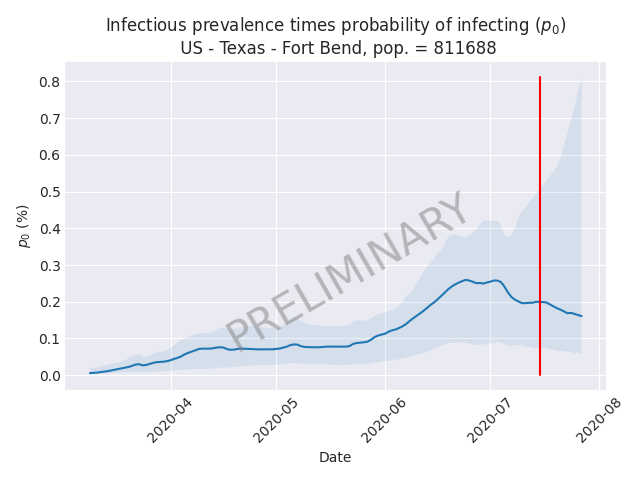 Infectious prevalence times probability of infecting (p₀)
US - Texas - Fort Bend, pop. = 811688
0.8
0.7
0.6
0.5
0.4
0.3
0.2
0.1
0.0
p₀ (%)
PRELIMINARY
2020-04
2020-05
2020-06
2020-07
2020-08
Date